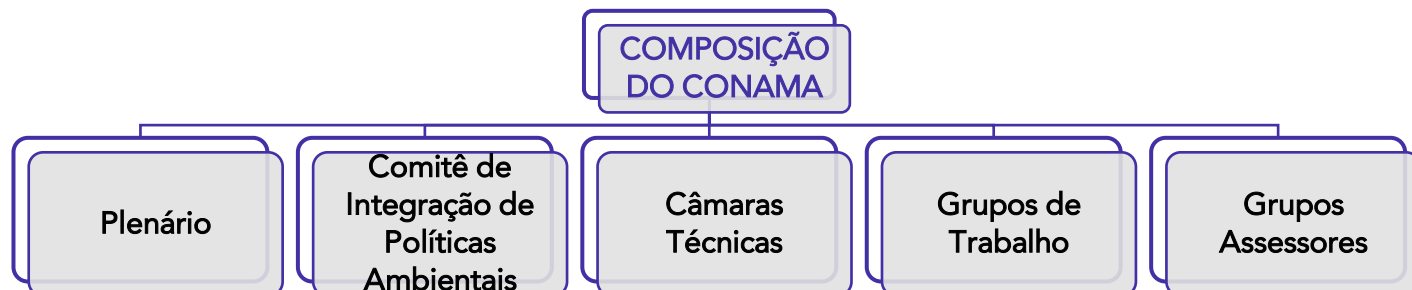 COMPOSIÇÃO
DO CONAMA
Plenário
Comitê de
Integração de
Políticas
Ambientais
Câmaras
Técnicas
Grupos de
Trabalho
Grupos
Assessores